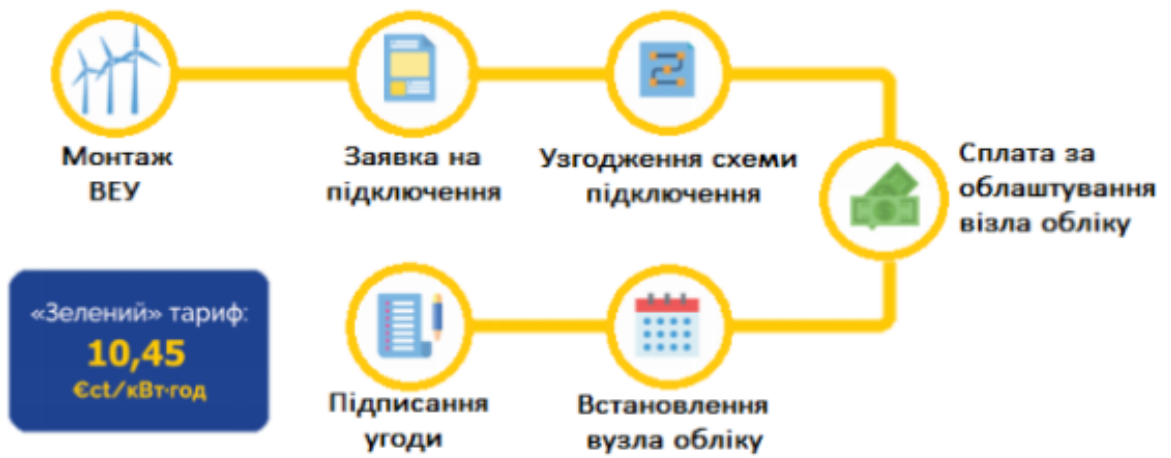 Монтаж
ВЕУ
Заявка на
підключення
Узгодження схеми
підключення
Сплата за
облаштування
візла обліку
«Зелений» тариф:
10,45
€ct/кВт·год
Підписання
угоди
Встановлення
вузла обліку